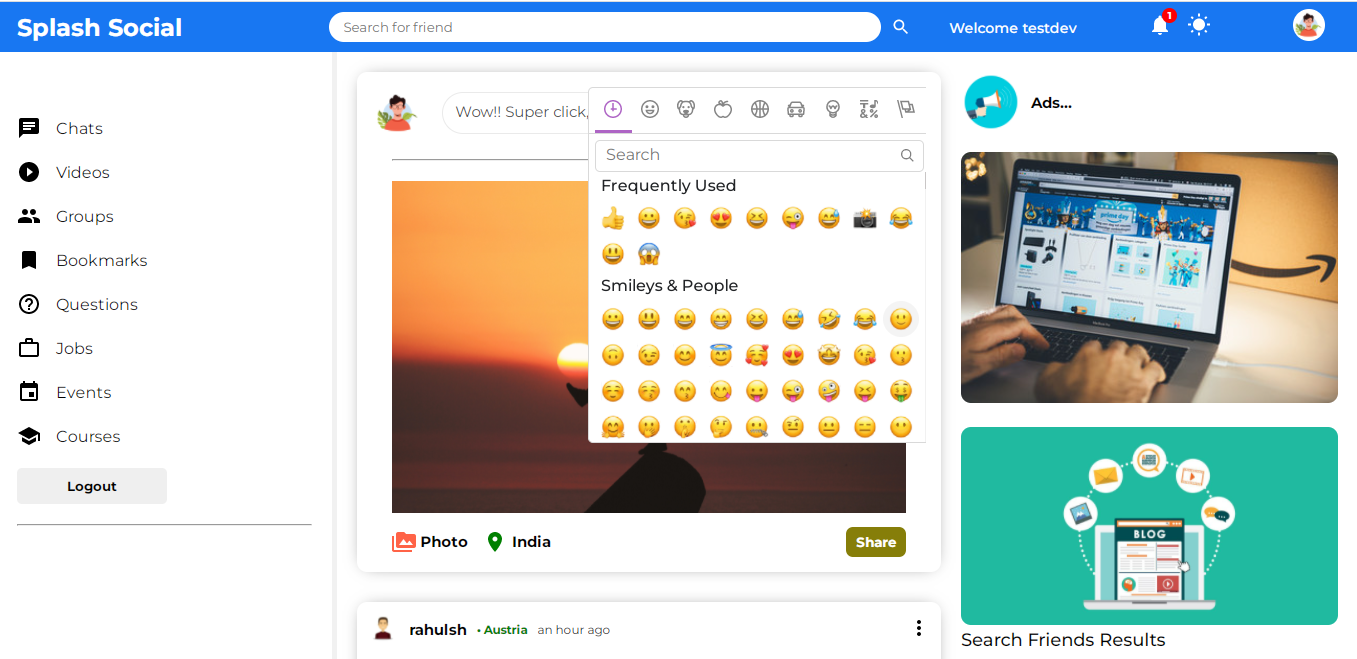 Splash Social
Search for friend
Welcome testdev
1
Chats
Videos
Groups
Bookmarks
Questions
Jobs
Events
Courses
Logout
Wow!! Super click,
Search
Frequently Used
Smileys & People
Photo
India
Share
rahulsh • Austria an hour ago
Ads...
prime day
BLOG
Search Friends Results